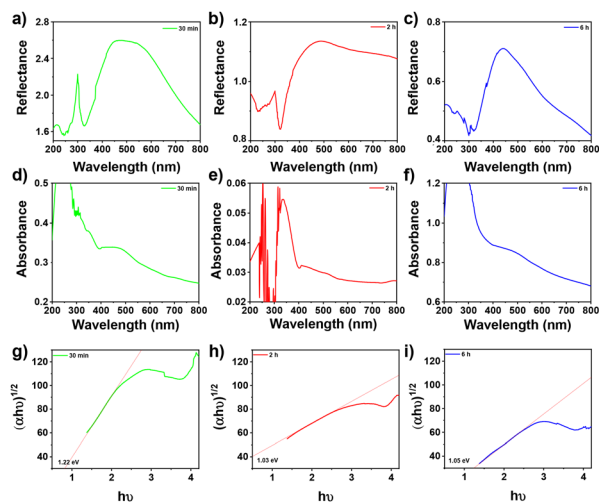 a)
30 min
Reflectance
2.8
2.4
2.0
1.6
200 300 400 500 600 700 800
Wavelength (nm)
b)
2 h
Reflectance
1.2
1.0
0.8
200 300 400 500 600 700 800
Wavelength (nm)
c)
6 h
Reflectance
0.8
0.6
0.4
200 300 400 500 600 700 800
Wavelength (nm)
d)
30 min
Absorbance
0.5
0.4
0.3
0.2
200 300 400 500 600 700 800
Wavelength (nm)
e)
2 h
Absorbance
0.06
0.05
0.04
0.03
0.02
200 300 400 500 600 700 800
Wavelength (nm)
f)
6 h
Absorbance
1.2
1.0
0.8
0.6
200 300 400 500 600 700 800
Wavelength (nm)
g)
30 min
(αhυ)^1/2
120
100
80
60
40
1.22 eV
1 2 3 4
hυ
h)
2 h
(αhυ)^1/2
120
100
80
60
40
1.03 eV
1 2 3 4
hυ
i)
6 h
(αhυ)^1/2
120
100
80
60
40
1.05 eV
1 2 3 4
hυ